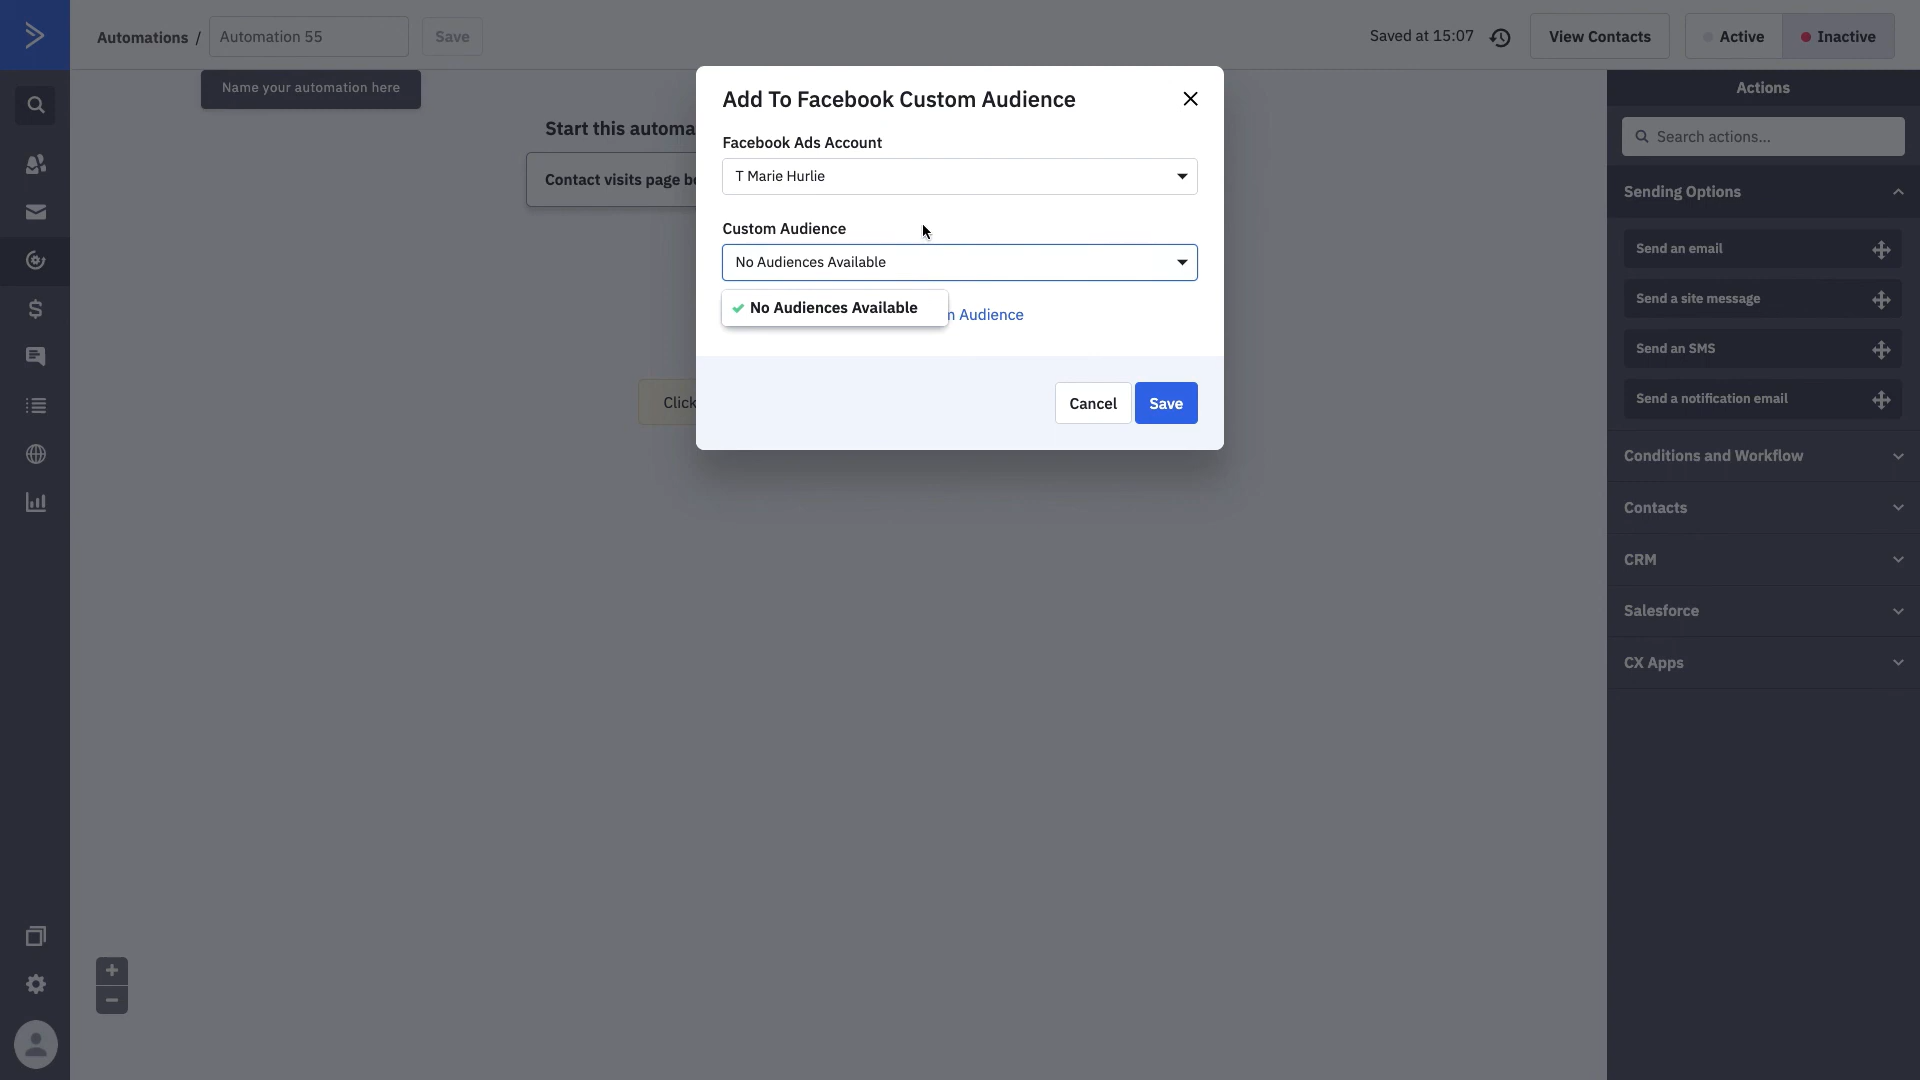 Automations /
Automation 55
Save
Saved at 15:07
View Contacts
Active
Inactive
Name your automation here
Start this automa
Contact visits page be
Click
Add To Facebook Custom Audience
Facebook Ads Account
T Marie Hurlie
Custom Audience
No Audiences Available
No Audiences Available
m Audience
Cancel
Save
Actions
Search actions...
Sending Options
Send an email
Send a site message
Send an SMS
Send a notification email
Conditions and Workflow
Contacts
CRM
Salesforce
CX Apps